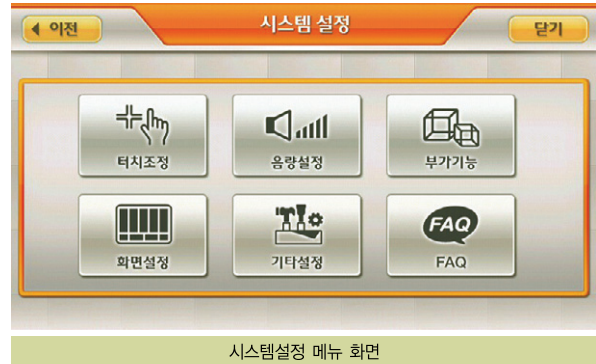 이전
시스템 설정
닫기
터치조정
음량설정
부가기능
화면설정
기타설정
FAQ
FAQ
시스템설정 메뉴 화면